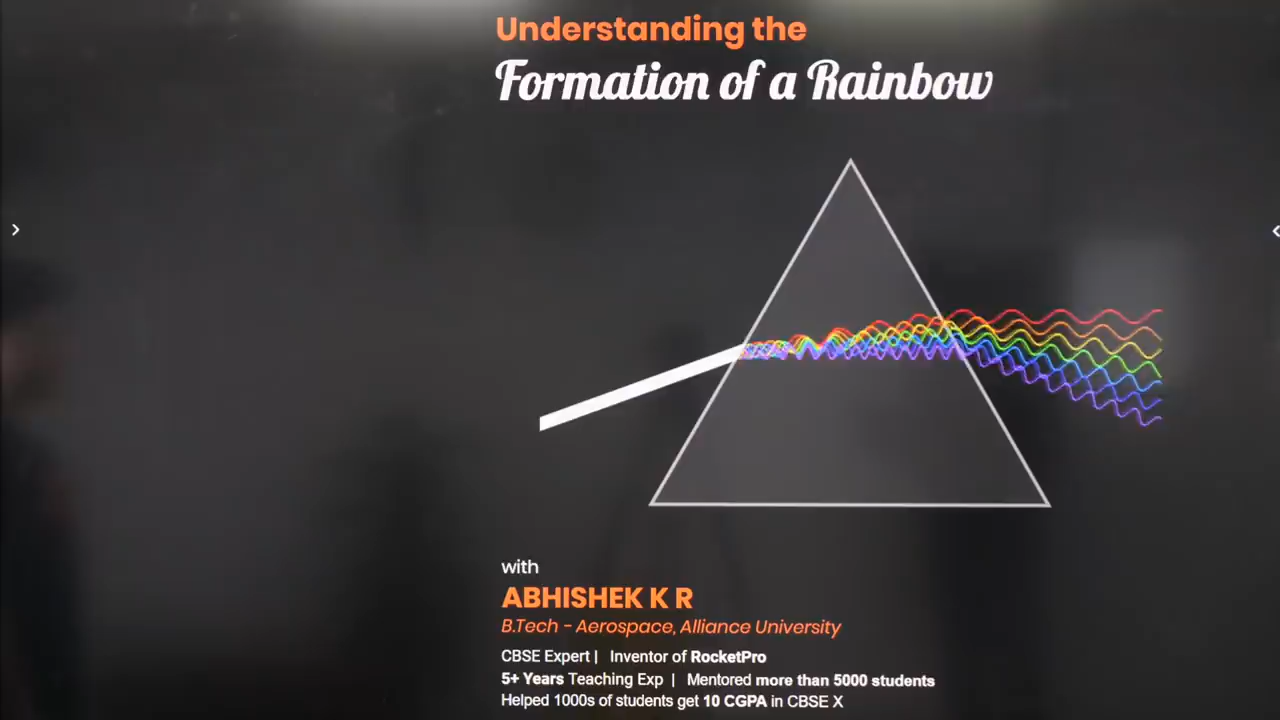 Understanding the
Formation of a Rainbow
with
ABHISHEK K R
B.Tech - Aerospace, Alliance University
CBSE Expert | Inventor of RocketPro
5+ Years Teaching Exp | Mentored more than 5000 students
Helped 1000s of students get 10 CGPA in CBSE X